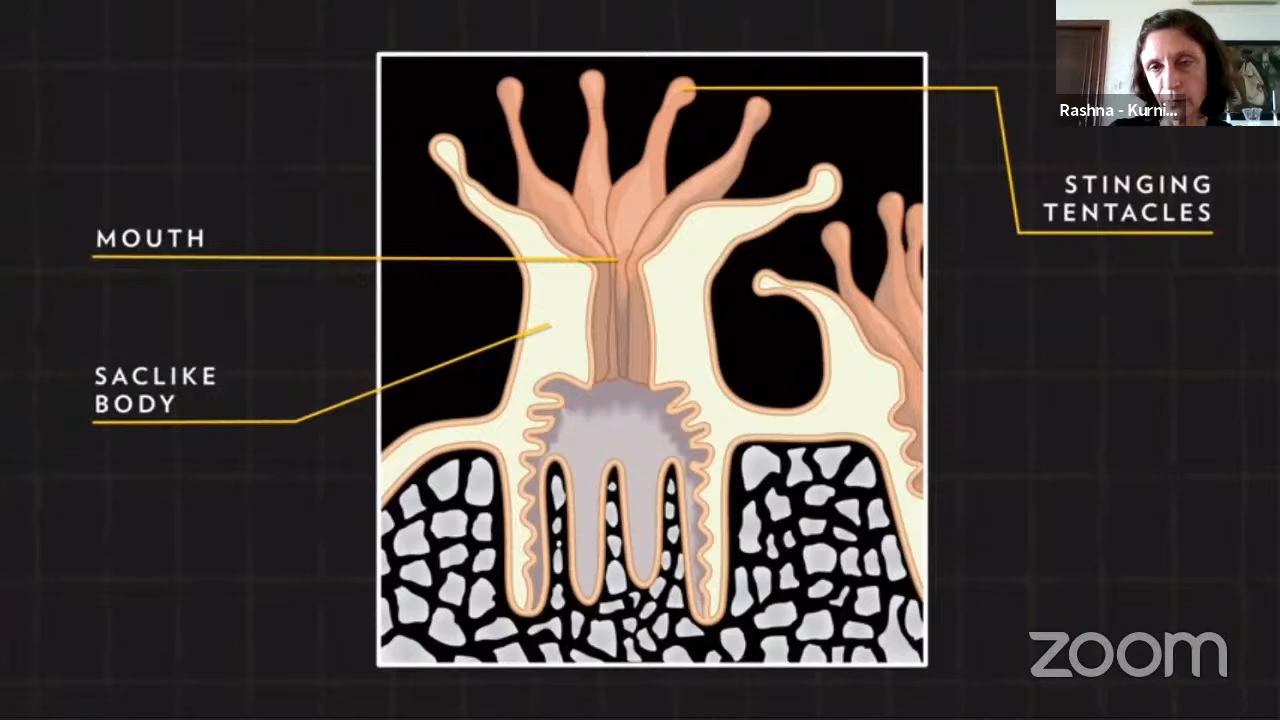 Rashna - Kurni...
STINGING
TENTACLES
MOUTH
SACLIKE
BODY
zoom